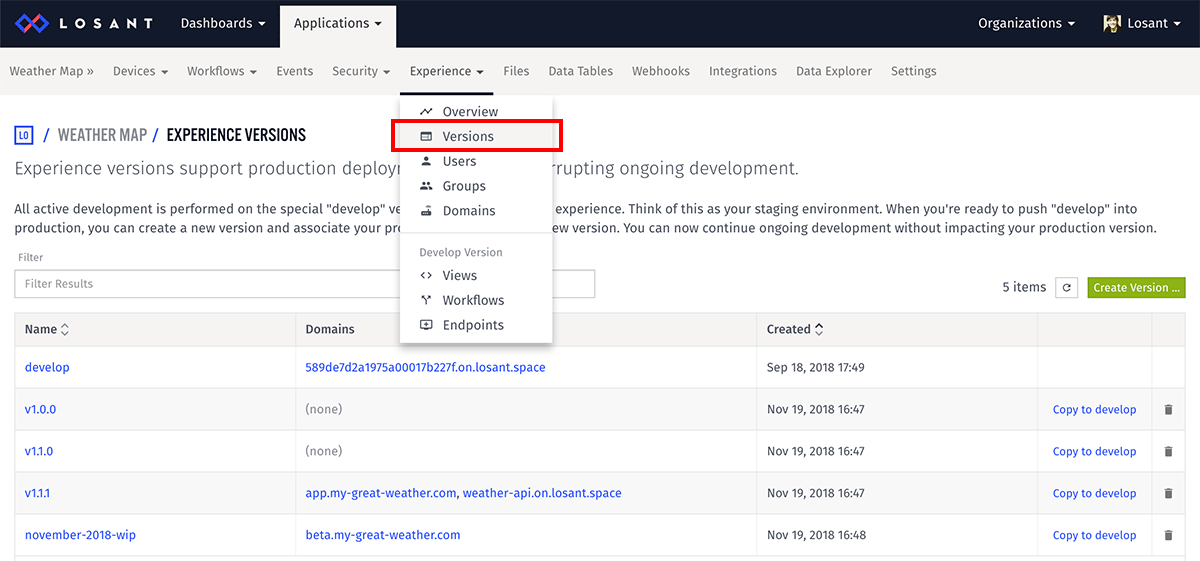 LOSANT Dashboards Applications Organizations Losant
Weather Map » Devices Workflows Events Security Experience Files Data Tables Webhooks Integrations Data Explorer Settings
Overview
Versions
Users
Groups
Domains
Develop Version
Views
Workflows
Endpoints
LO / WEATHER MAP / EXPERIENCE VERSIONS
Experience versions support production deploym rrupting ongoing development.
All active development is performed on the special "develop" ve experience. Think of this as your staging environment. When you're ready to push "develop" into
production, you can create a new version and associate your pro ew version. You can now continue ongoing development without impacting your production version.
Filter
Filter Results
5 items Create Version ...
Name Domains Created
develop 589de7d2a1975a00017b227f.on.losant.space Sep 18, 2018 17:49
v1.0.0 (none) Nov 19, 2018 16:47 Copy to develop
v1.1.0 (none) Nov 19, 2018 16:47 Copy to develop
v1.1.1 app.my-great-weather.com, weather-api.on.losant.space Nov 19, 2018 16:47 Copy to develop
november-2018-wip beta.my-great-weather.com Nov 19, 2018 16:48 Copy to develop